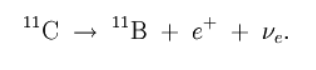 ¹¹C → ¹¹B + e⁺ + νₑ.